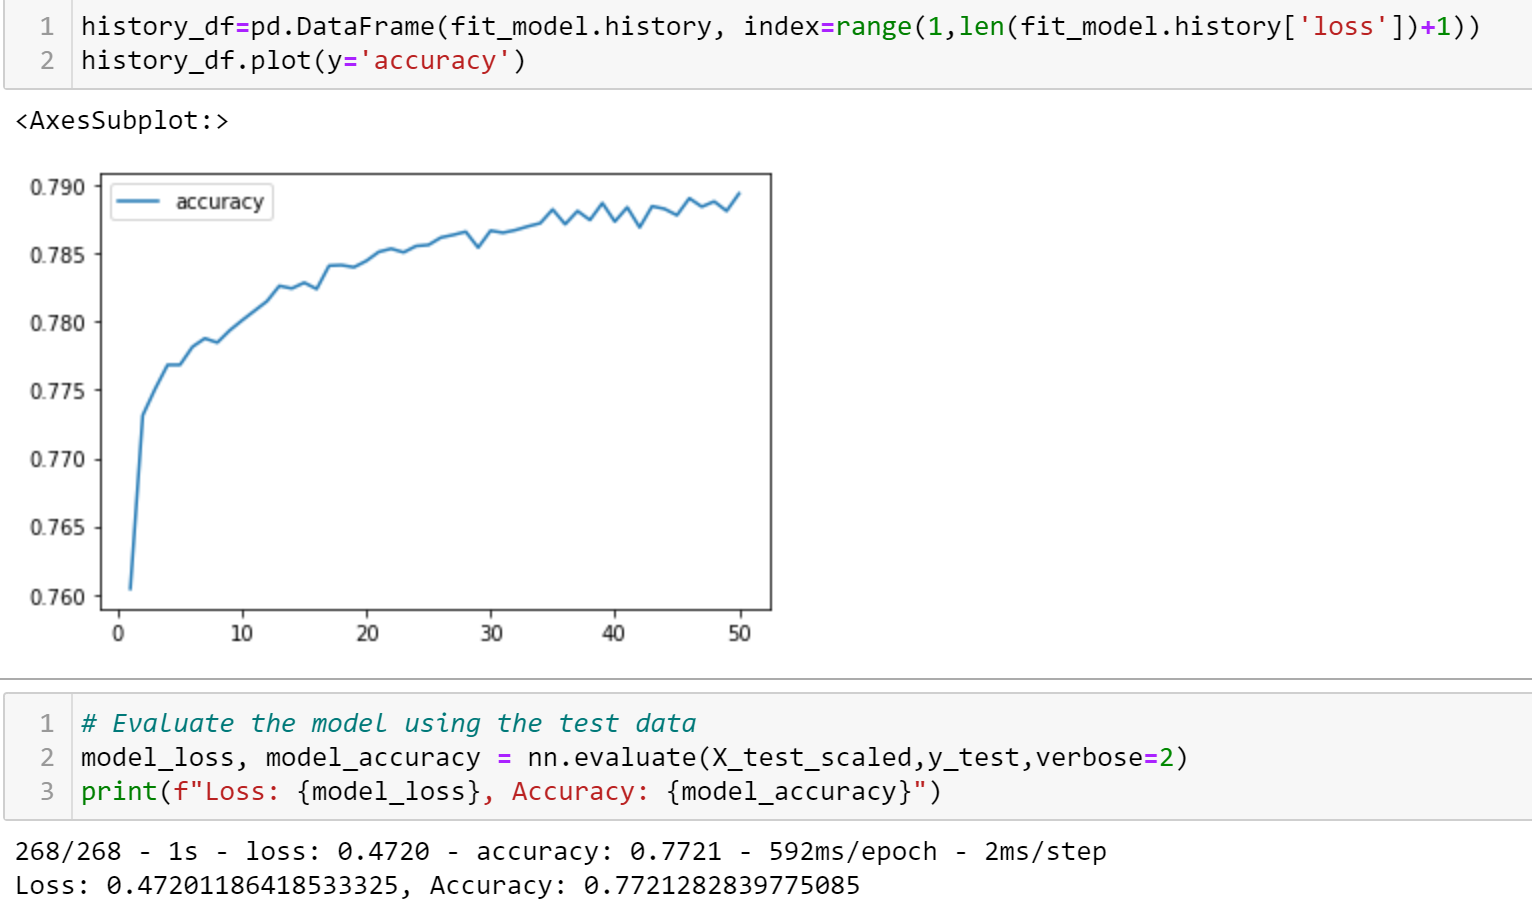 1 history_df=pd.DataFrame(fit_model.history, index=range(1,len(fit_model.history['loss'])+1))
2 history_df.plot(y='accuracy')
<AxesSubplot:>
accuracy
0.790
0.785
0.780
0.775
0.770
0.765
0.760
0 10 20 30 40 50
1 # Evaluate the model using the test data
2 model_loss, model_accuracy = nn.evaluate(X_test_scaled,y_test,verbose=2)
3 print(f"Loss: {model_loss}, Accuracy: {model_accuracy}")
268/268 - 1s - loss: 0.4720 - accuracy: 0.7721 - 592ms/epoch - 2ms/step
Loss: 0.47201186418533325, Accuracy: 0.7721282839775085